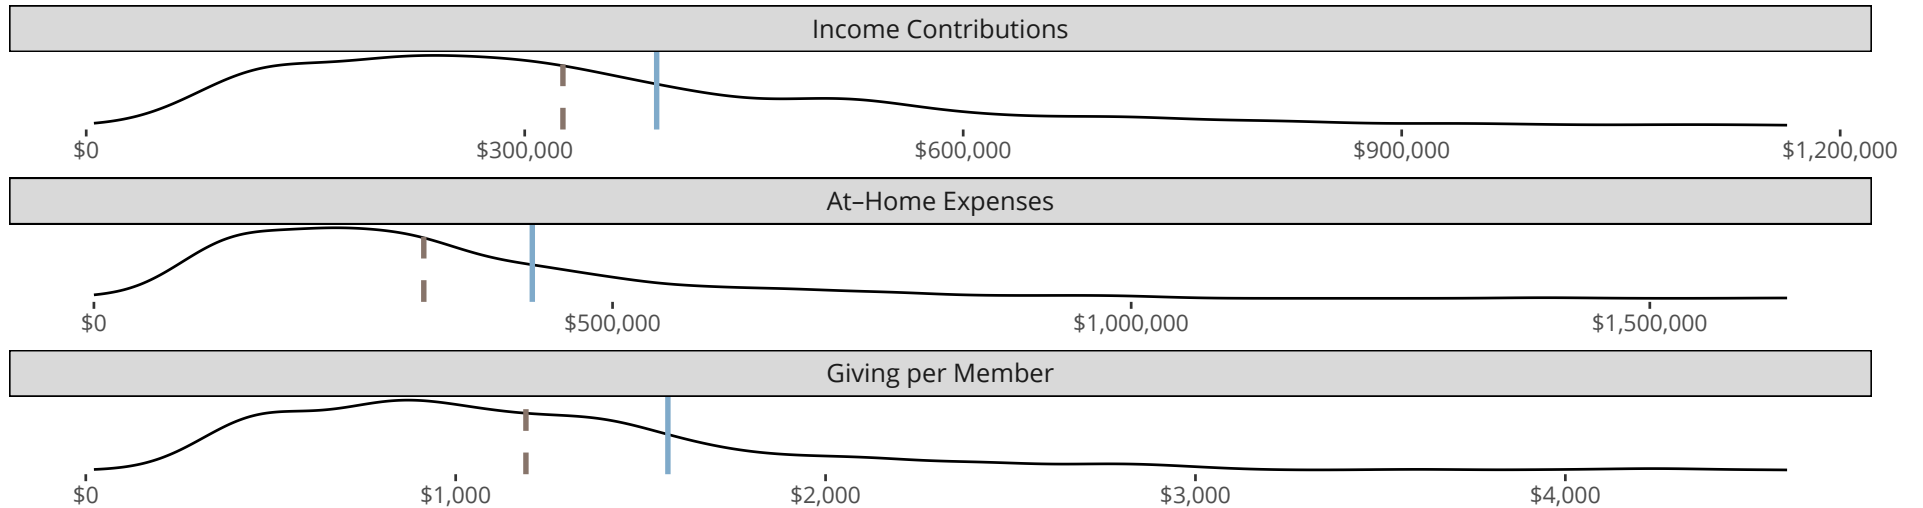 Income Contributions
$0 $300,000 $600,000 $900,000 $1,200,000
At–Home Expenses
$0 $500,000 $1,000,000 $1,500,000
Giving per Member
$0 $1,000 $2,000 $3,000 $4,000